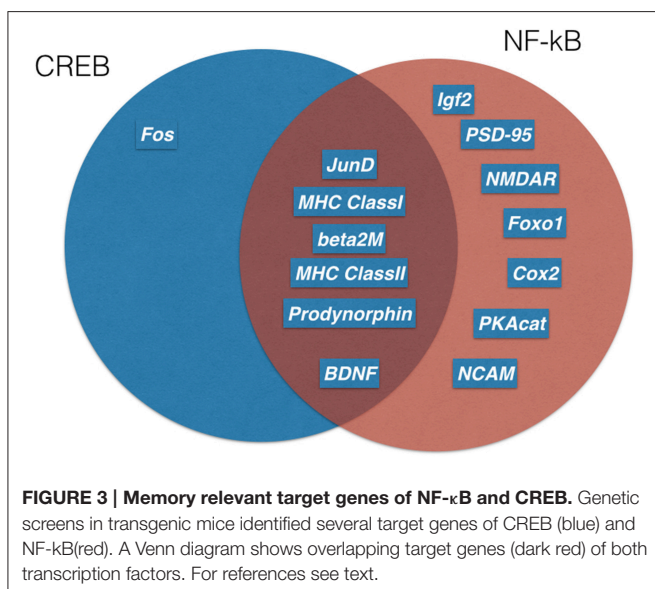 CREB
NF-kB
Fos
JunD
MHC ClassI
beta2M
MHC ClassII
Prodynorphin
BDNF
Igf2
PSD-95
NMDAR
Foxo1
Cox2
PKAcat
NCAM
FIGURE 3 | Memory relevant target genes of NF-κB and CREB. Genetic
screens in transgenic mice identified several target genes of CREB (blue) and
NF-kB(red). A Venn diagram shows overlapping target genes (dark red) of both
transcription factors. For references see text.